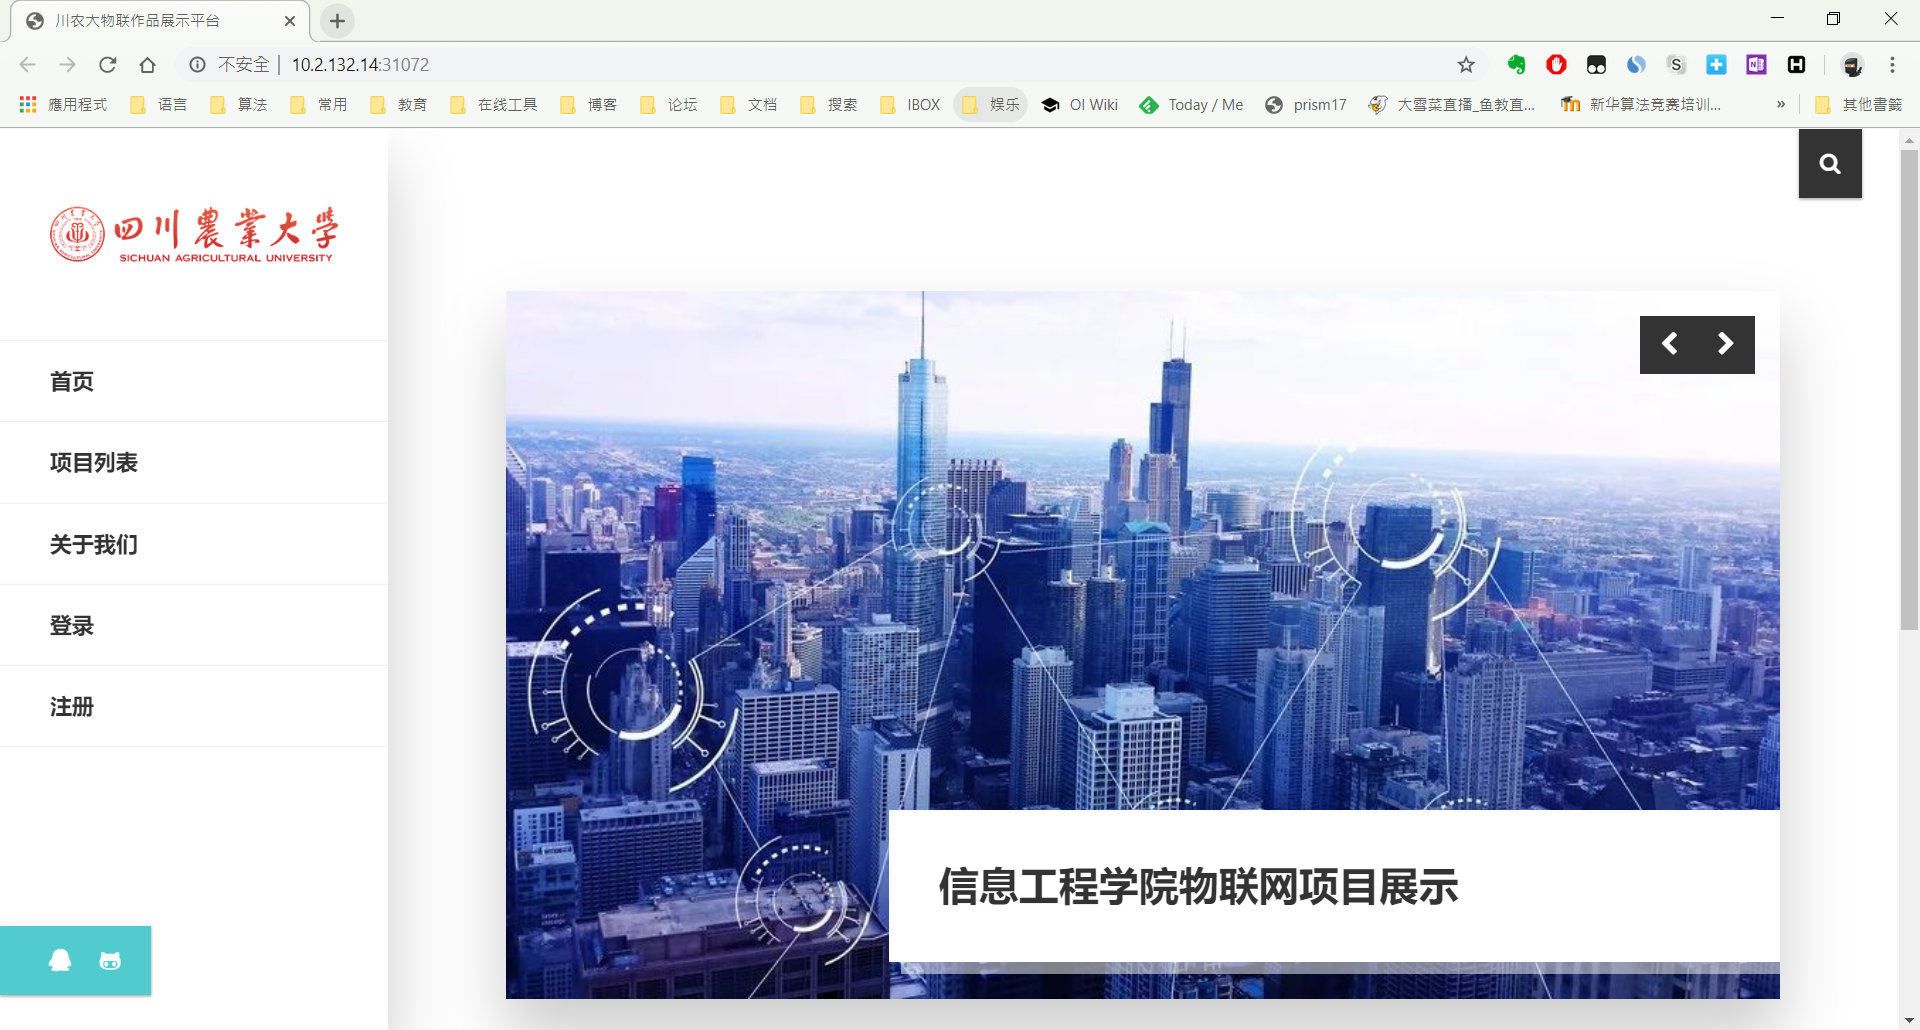 川农大物联作品展示平台
不安全
10.2.132.14:31072
應用程式
语言
算法
常用
教育
在线工具
博客
论坛
文档
搜索
IBOX
娱乐
OI Wiki
Today / Me
prism17
大雪菜直播_鱼教直...
新华算法竞赛培训...
»
其他書籤
四川農業大學
SICHUAN AGRICULTURAL UNIVERSITY
首页
项目列表
关于我们
登录
注册
信息工程学院物联网项目展示